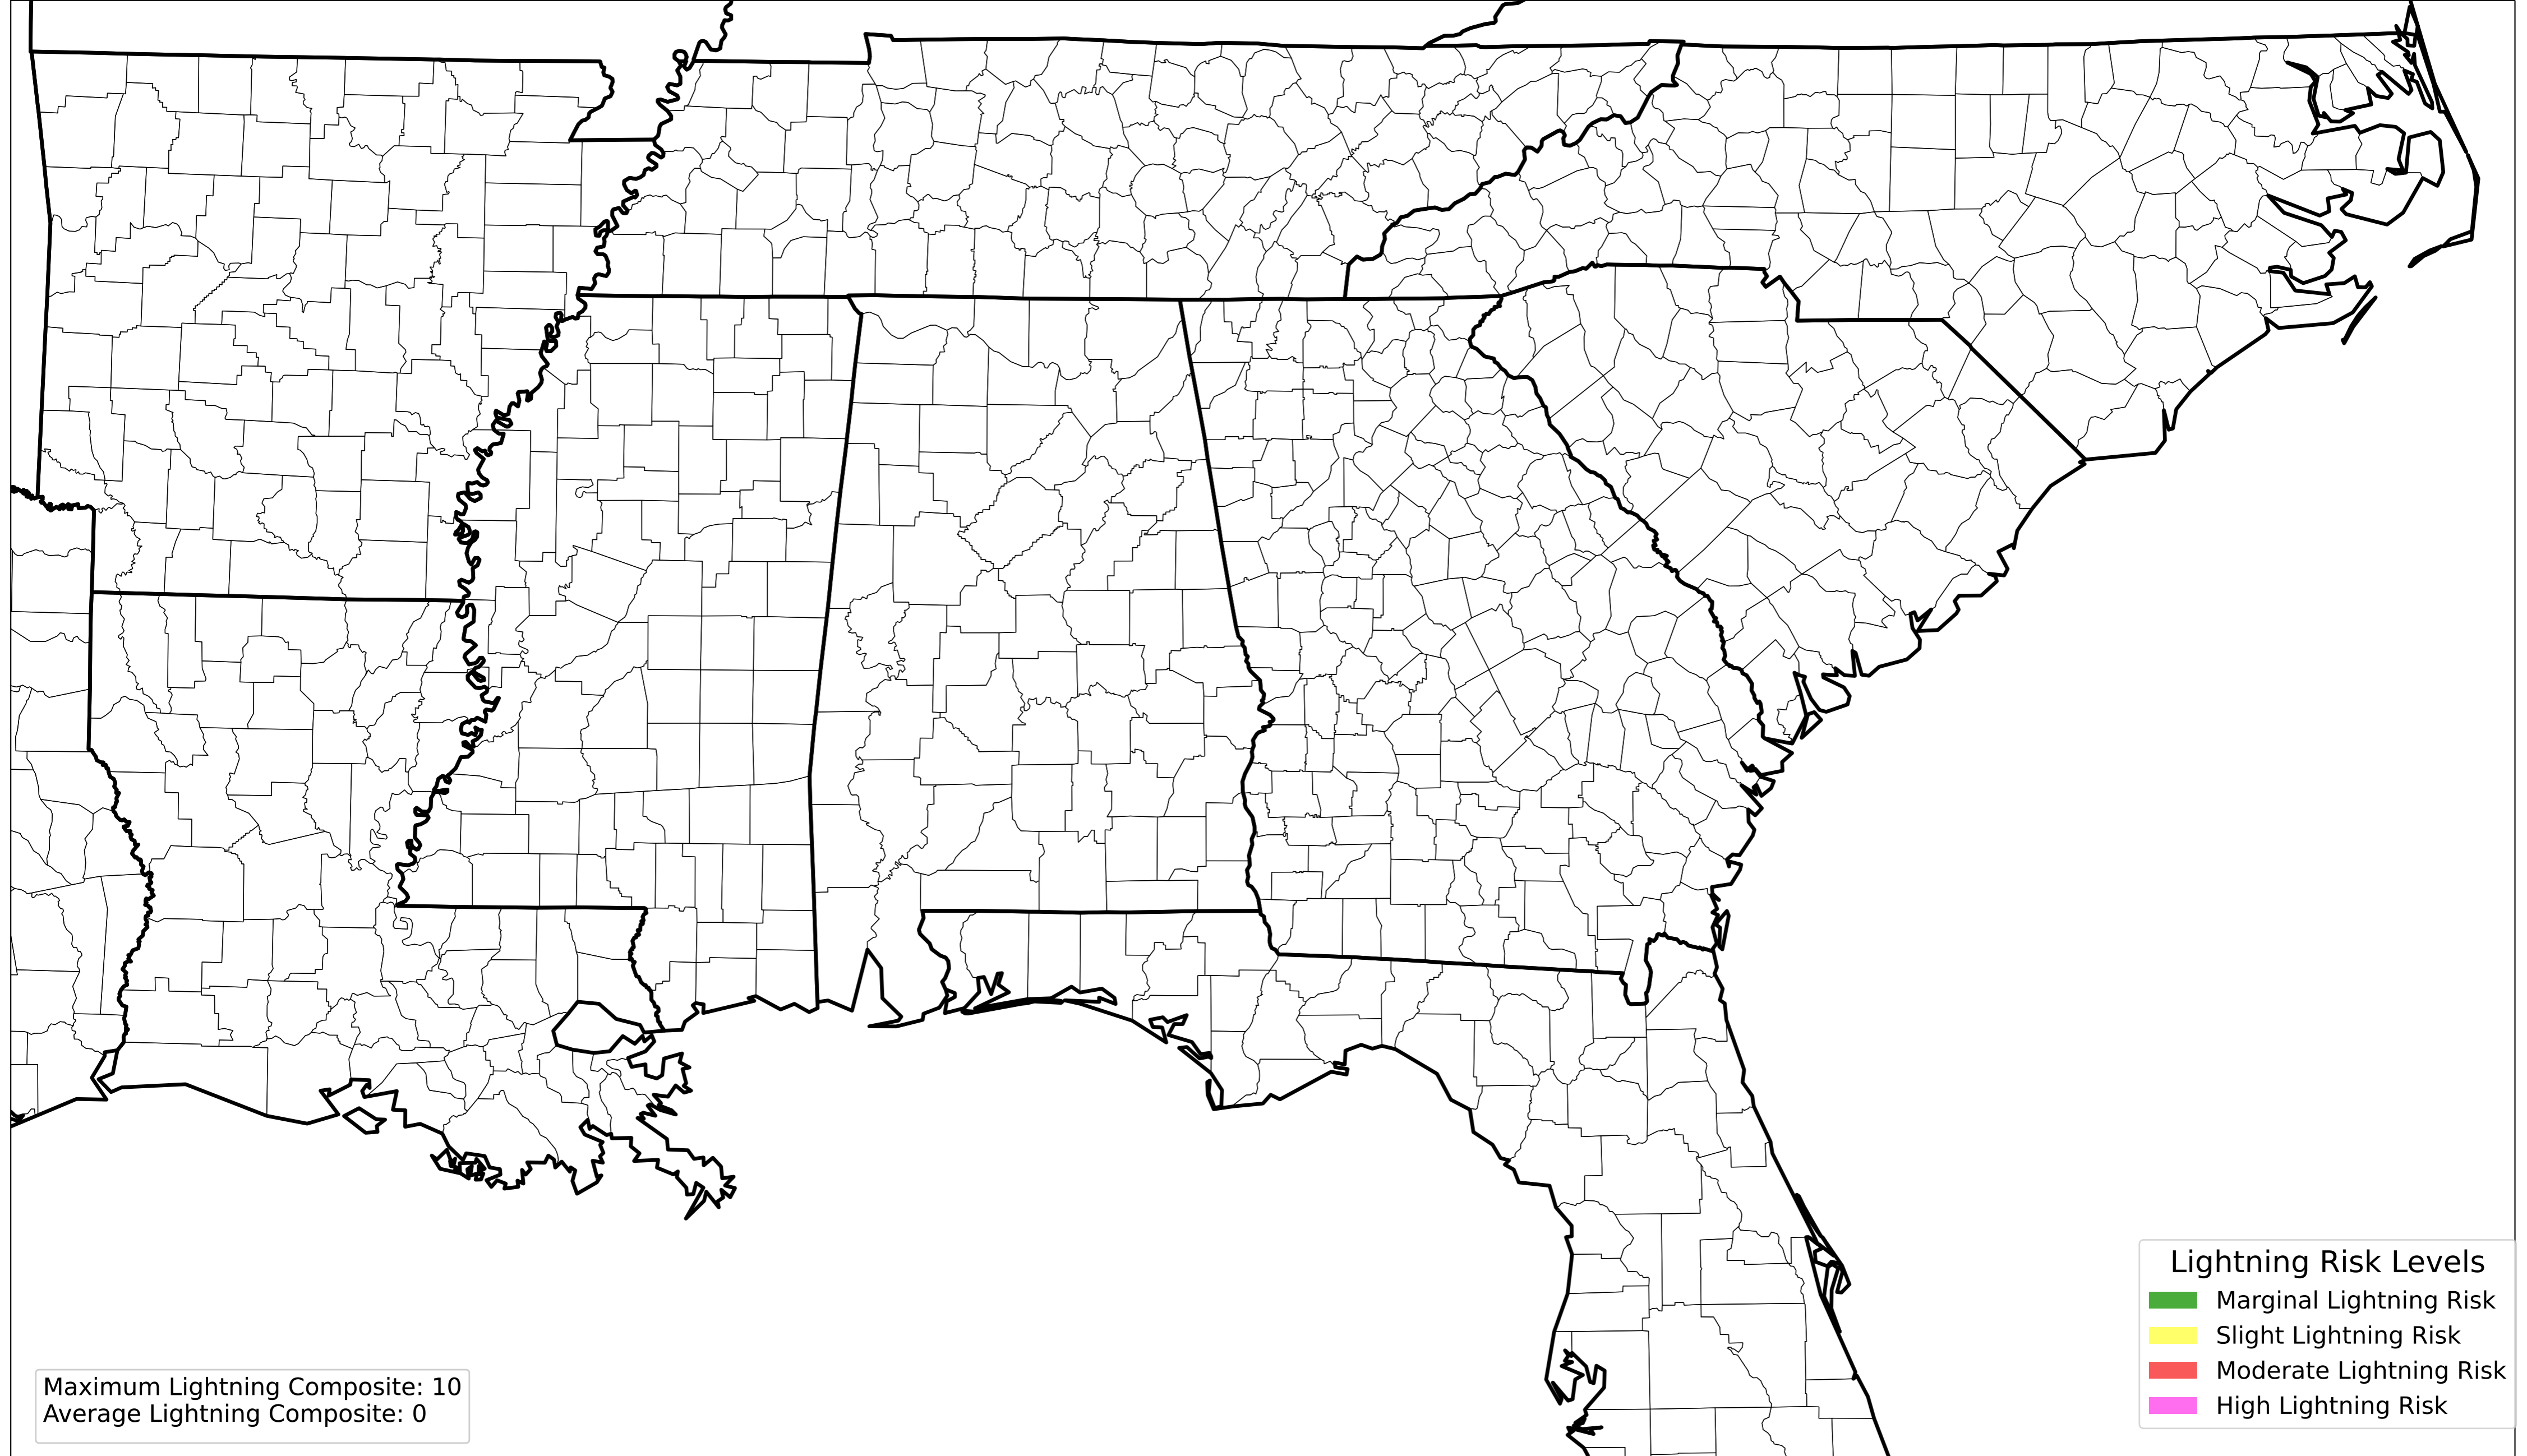 Lightning Risk Levels
Marginal Lightning Risk
Slight Lightning Risk
Moderate Lightning Risk
High Lightning Risk
Maximum Lightning Composite: 10
Average Lightning Composite: 0